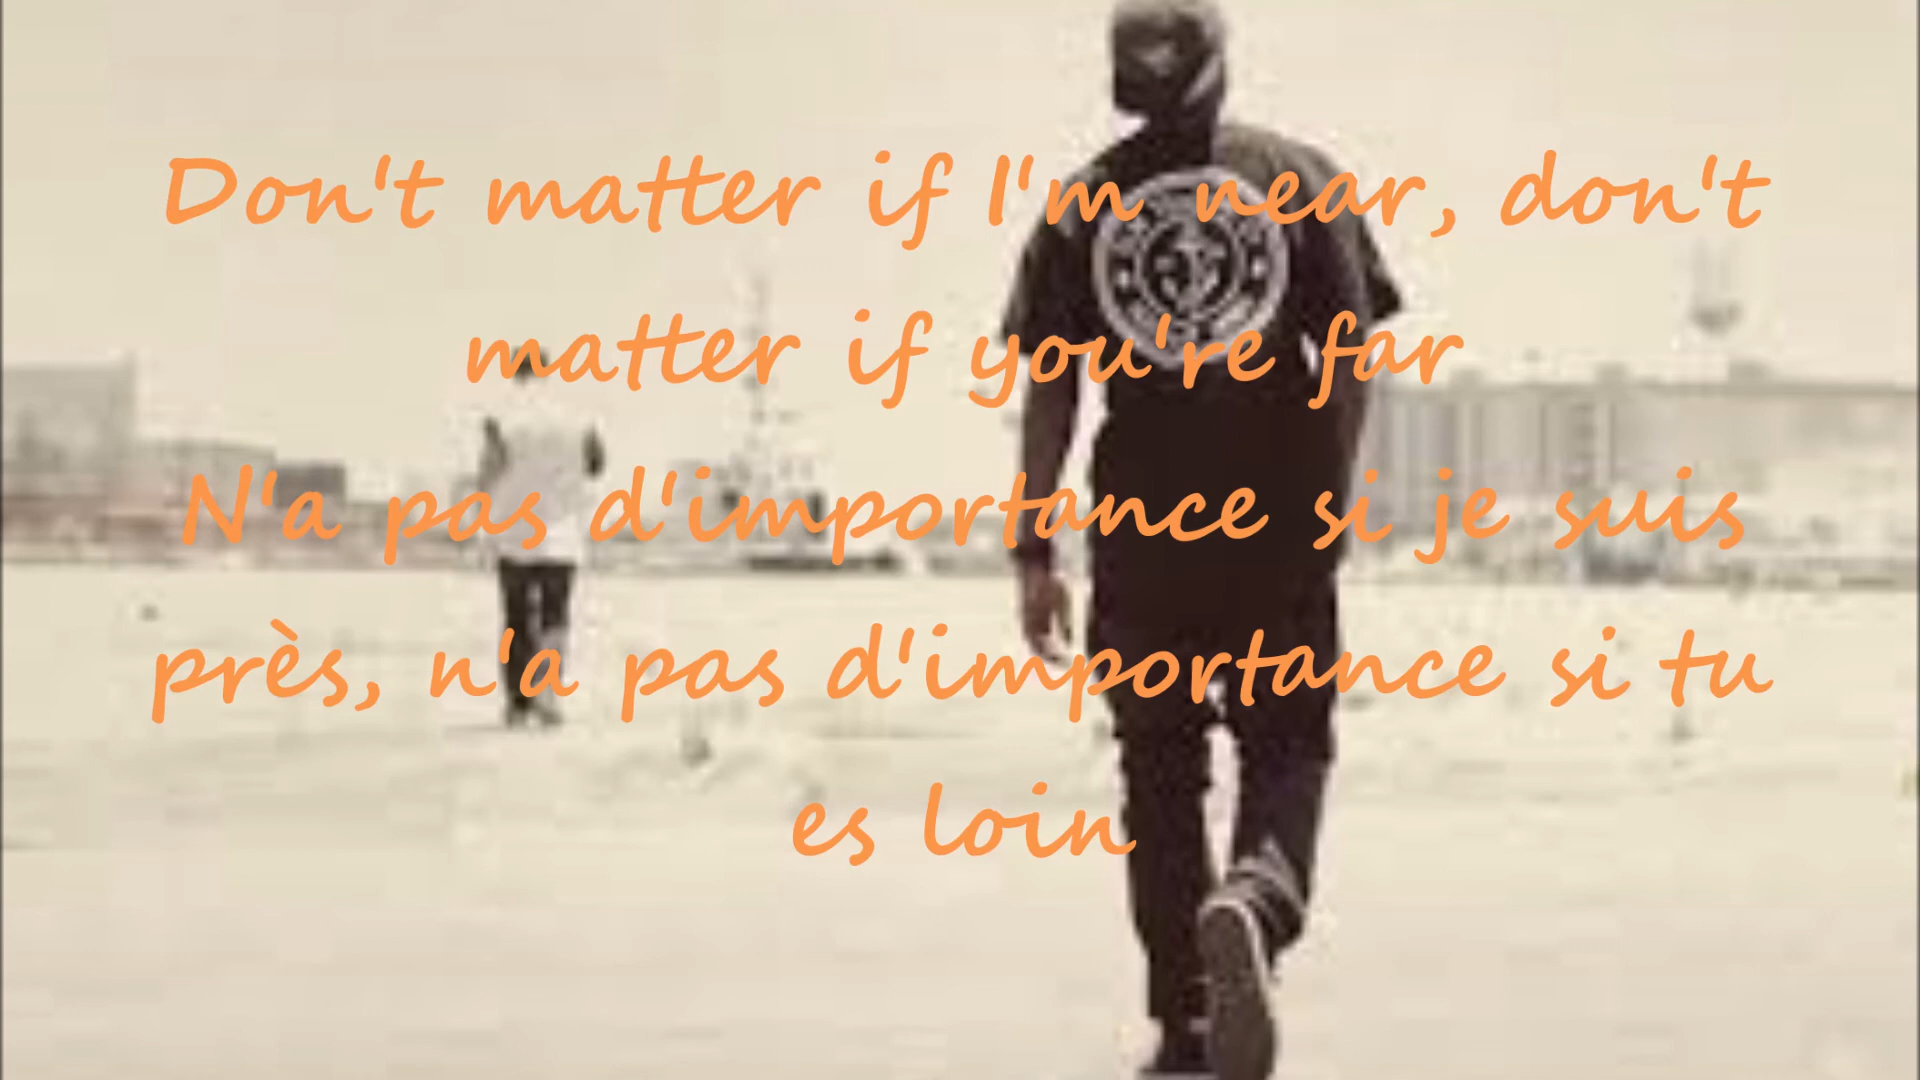 Don't matter if I'm near, don't
matter if you're far
N'a pas d'importance si je suis
près, n'a pas d'importance si tu
es loin